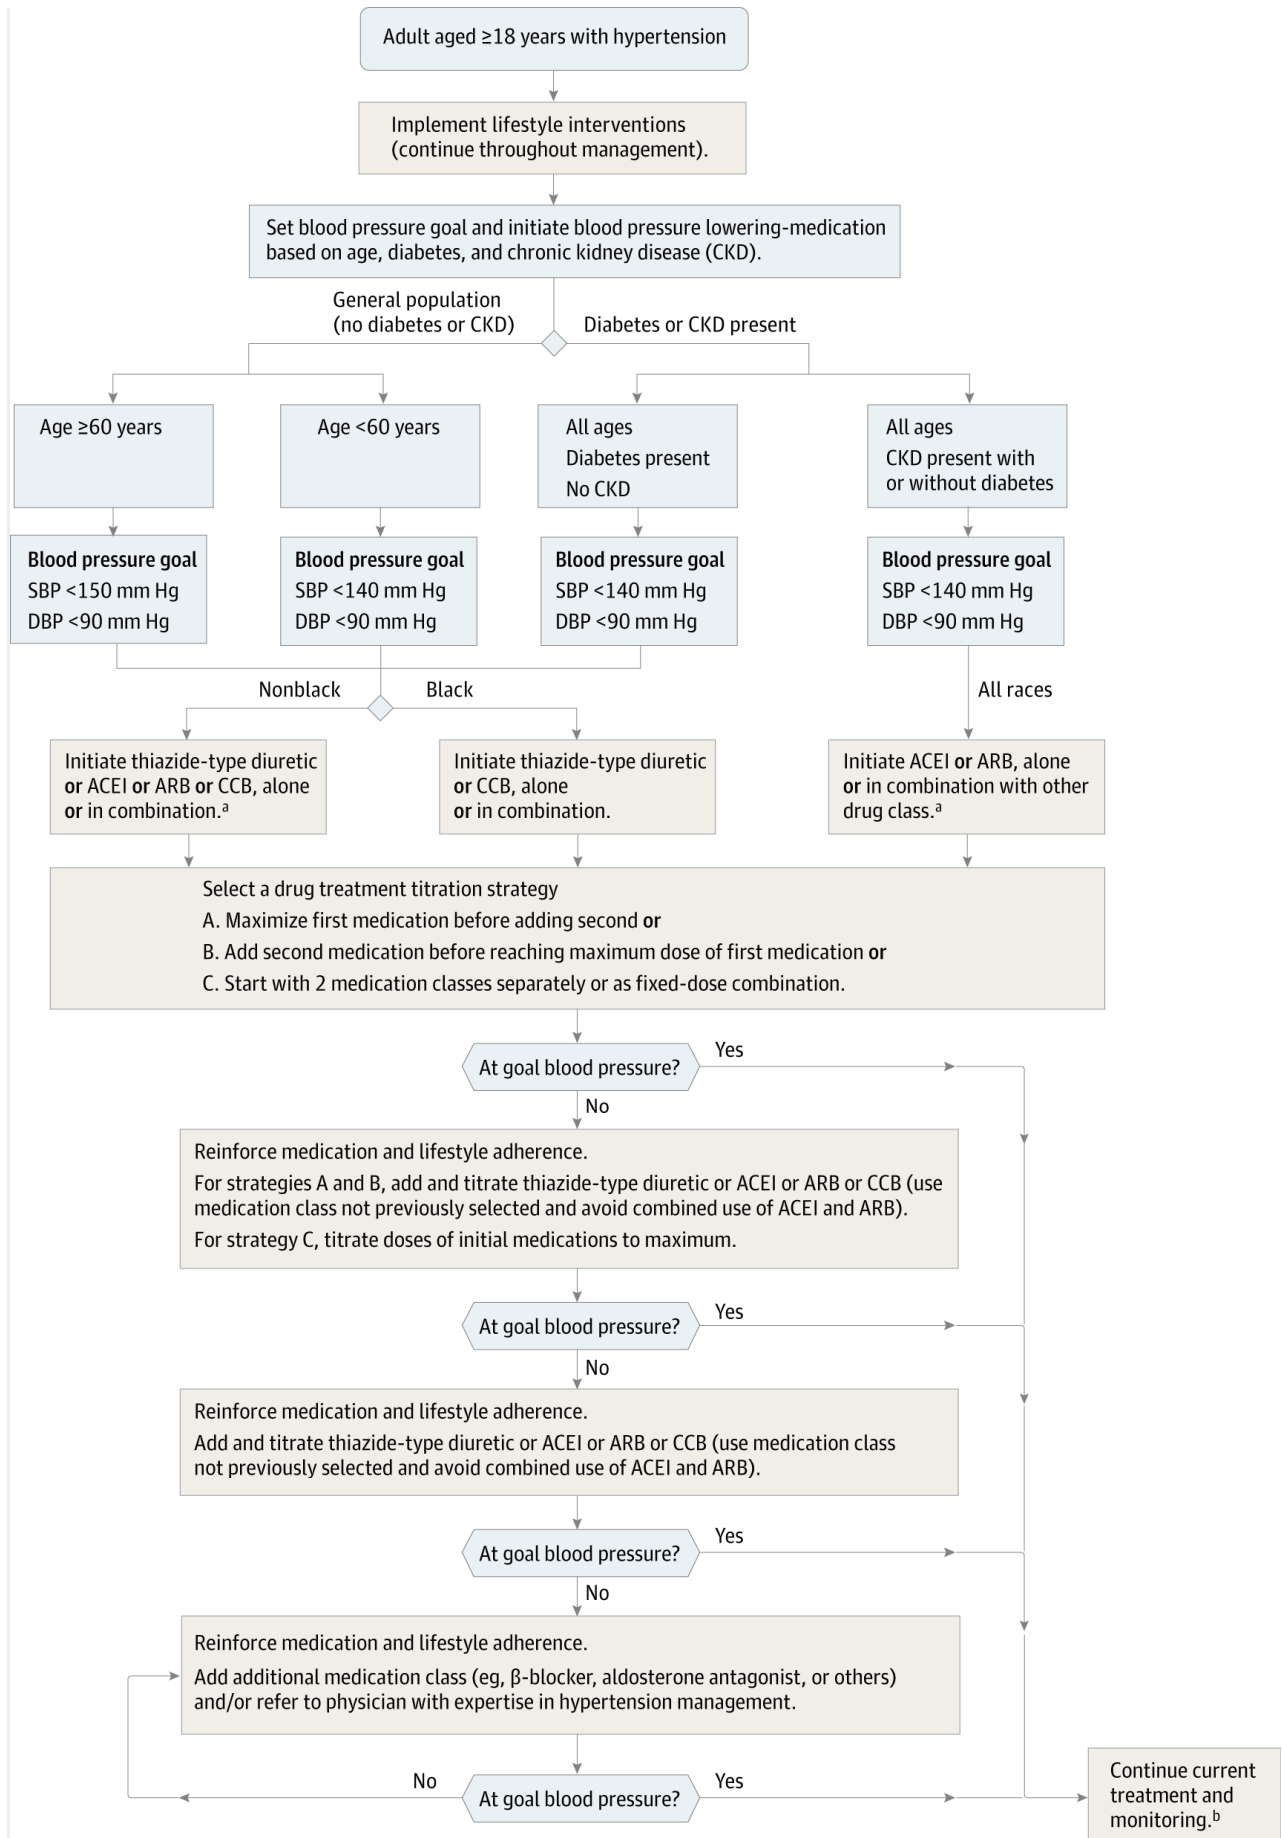 Adult aged ≥18 years with hypertension
Implement lifestyle interventions
(continue throughout management).
Set blood pressure goal and initiate blood pressure lowering-medication
based on age, diabetes, and chronic kidney disease (CKD).
General population
(no diabetes or CKD)
Diabetes or CKD present
Age ≥60 years
Age <60 years
All ages
Diabetes present
No CKD
All ages
CKD present with
or without diabetes
Blood pressure goal
SBP <150 mm Hg
DBP <90 mm Hg
Blood pressure goal
SBP <140 mm Hg
DBP <90 mm Hg
Blood pressure goal
SBP <140 mm Hg
DBP <90 mm Hg
Blood pressure goal
SBP <140 mm Hg
DBP <90 mm Hg
Nonblack
Black
All races
Initiate thiazide-type diuretic
or ACEI or ARB or CCB, alone
or in combination.ᵃ
Initiate thiazide-type diuretic
or CCB, alone
or in combination.
Initiate ACEI or ARB, alone
or in combination with other
drug class.ᵃ
Select a drug treatment titration strategy
A. Maximize first medication before adding second or
B. Add second medication before reaching maximum dose of first medication or
C. Start with 2 medication classes separately or as fixed-dose combination.
At goal blood pressure?
Yes
No
Reinforce medication and lifestyle adherence.
For strategies A and B, add and titrate thiazide-type diuretic or ACEI or ARB or CCB (use
medication class not previously selected and avoid combined use of ACEI and ARB).
For strategy C, titrate doses of initial medications to maximum.
At goal blood pressure?
Yes
No
Reinforce medication and lifestyle adherence.
Add and titrate thiazide-type diuretic or ACEI or ARB or CCB (use medication class
not previously selected and avoid combined use of ACEI and ARB).
At goal blood pressure?
Yes
No
Reinforce medication and lifestyle adherence.
Add additional medication class (eg, β-blocker, aldosterone antagonist, or others)
and/or refer to physician with expertise in hypertension management.
No
At goal blood pressure?
Yes
Continue current
treatment and
monitoring.ᵇ